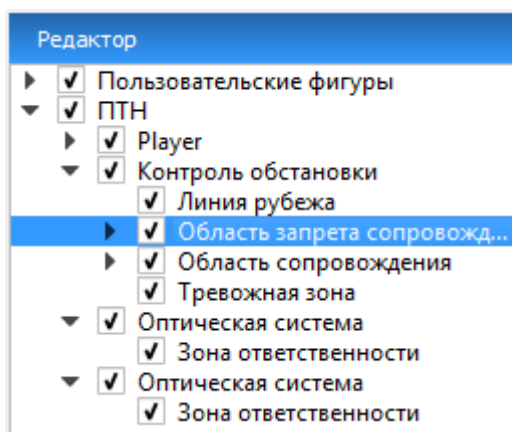 Редактор
Пользовательские фигуры
ПТН
Player
Контроль обстановки
Линия рубежа
Область запрета сопровожд...
Область сопровождения
Тревожная зона
Оптическая система
Зона ответственности
Оптическая система
Зона ответственности